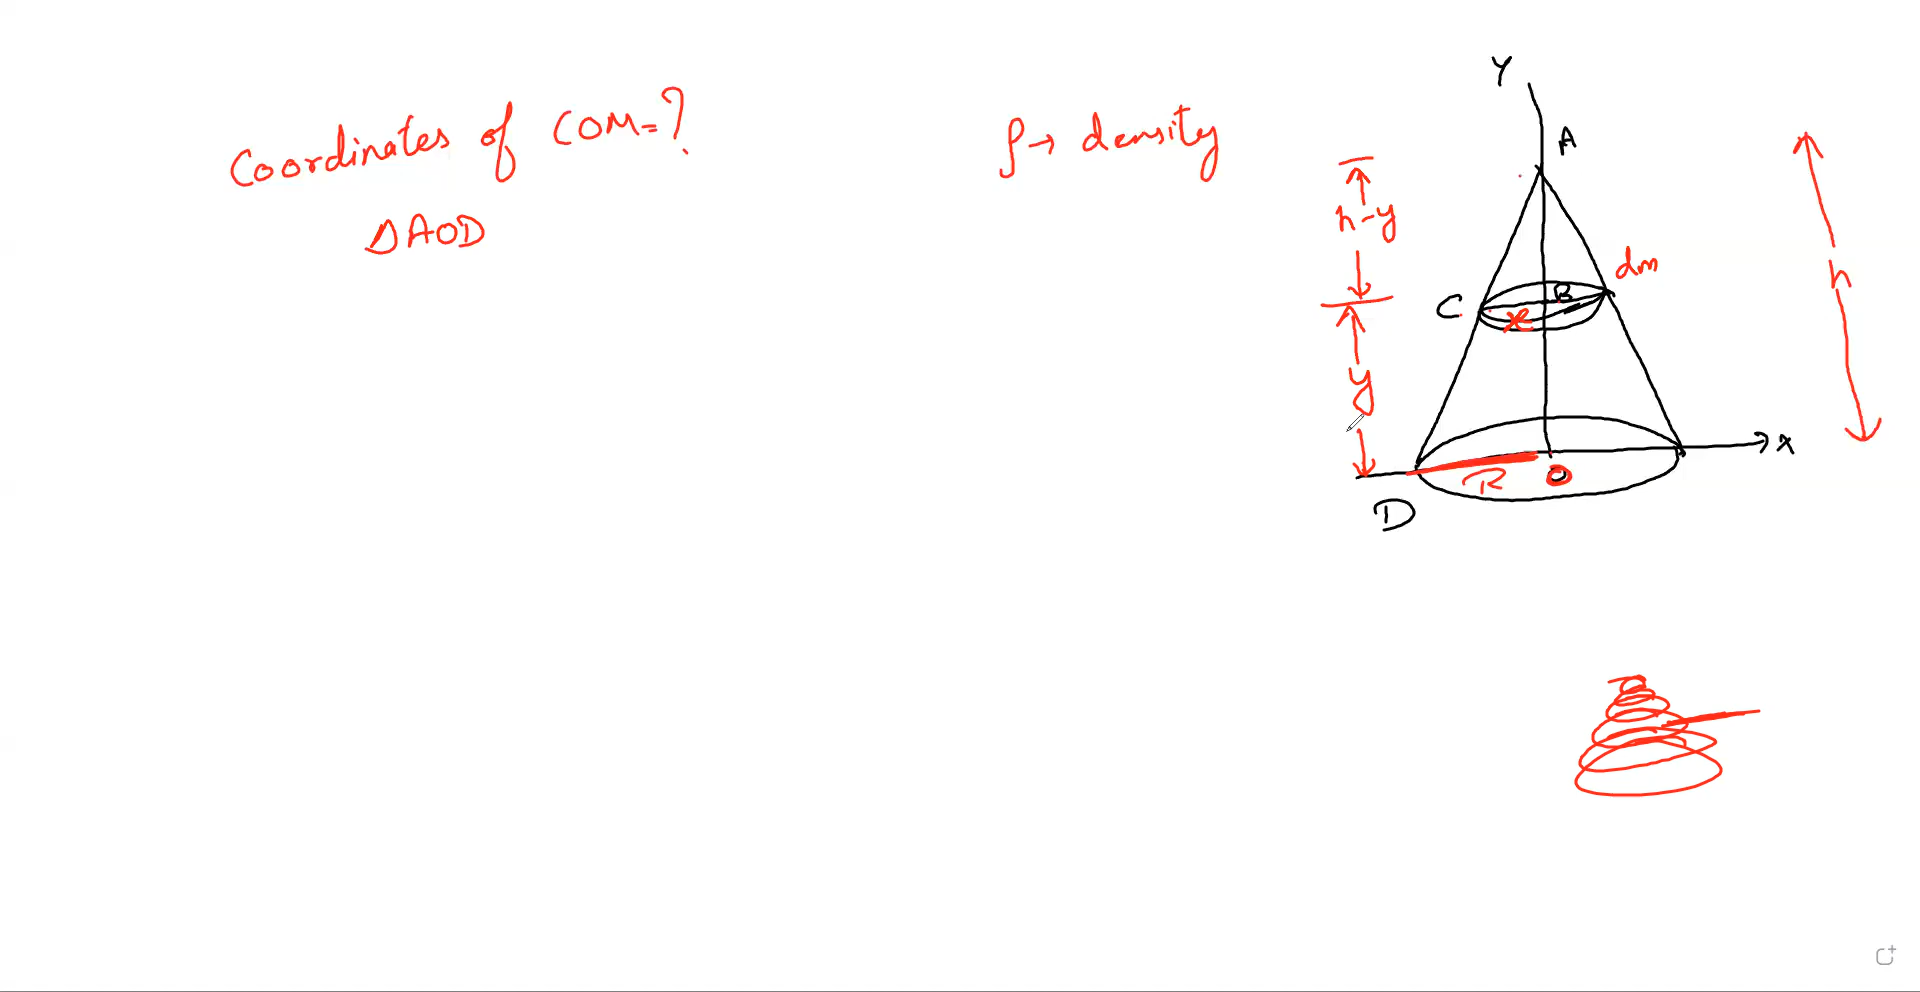 Coordinates of COM=?
ΔAOD
ρ→ density
Y
A
h-y
dm
h
C
B
x
y
X
R
O
D